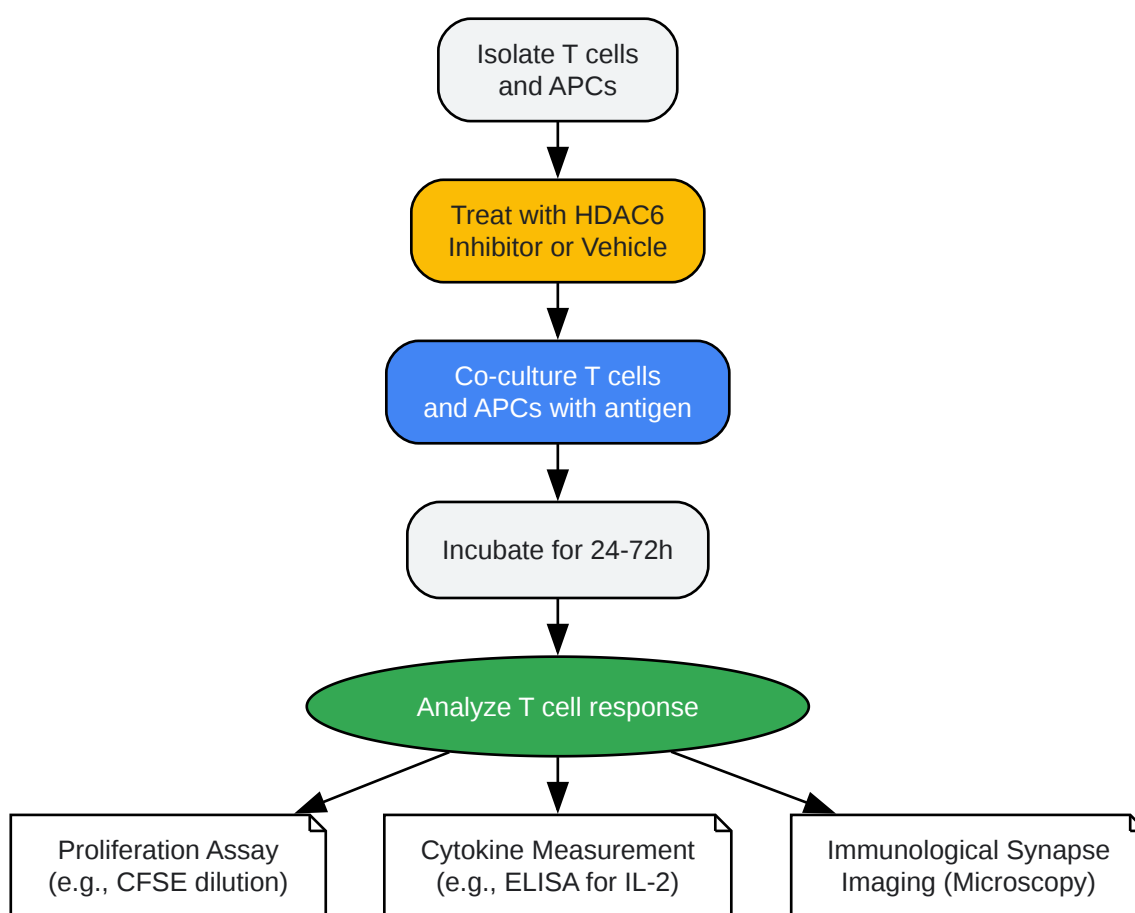 Isolate T cells
and APCs
Treat with HDAC6
Inhibitor or Vehicle
Co-culture T cells
and APCs with antigen
Incubate for 24-72h
Analyze T cell response
Proliferation Assay
(e.g., CFSE dilution)
Cytokine Measurement
(e.g., ELISA for IL-2)
Immunological Synapse
Imaging (Microscopy)